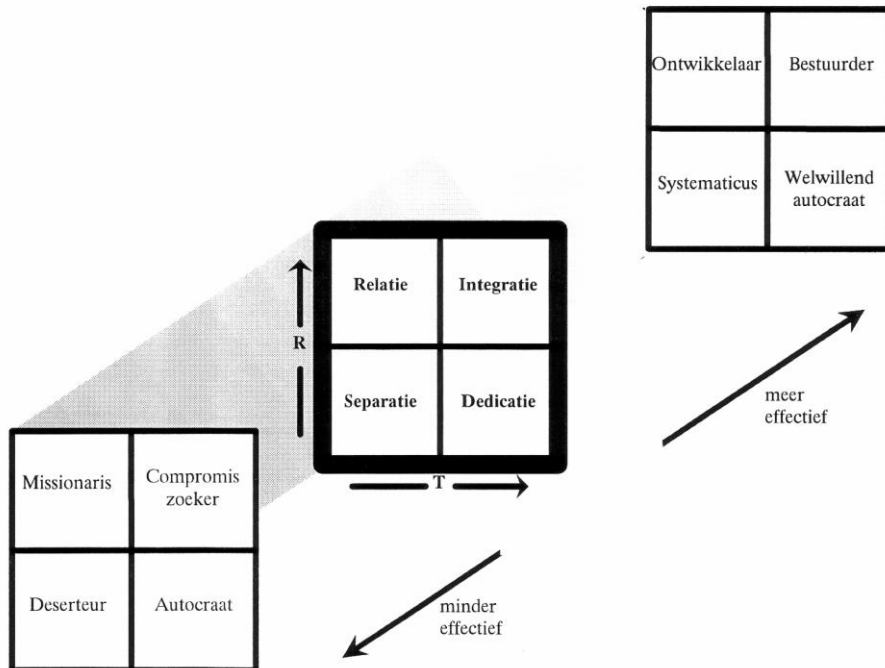 Ontwikkelaar
Bestuurder
Systematicus
Welwillend
autocraat
Relatie
Integratie
R
Separatie
Dedicatie
T
meer
effectief
Missionaris
Compromis
zoeker
Deserteur
Autocraat
minder
effectief